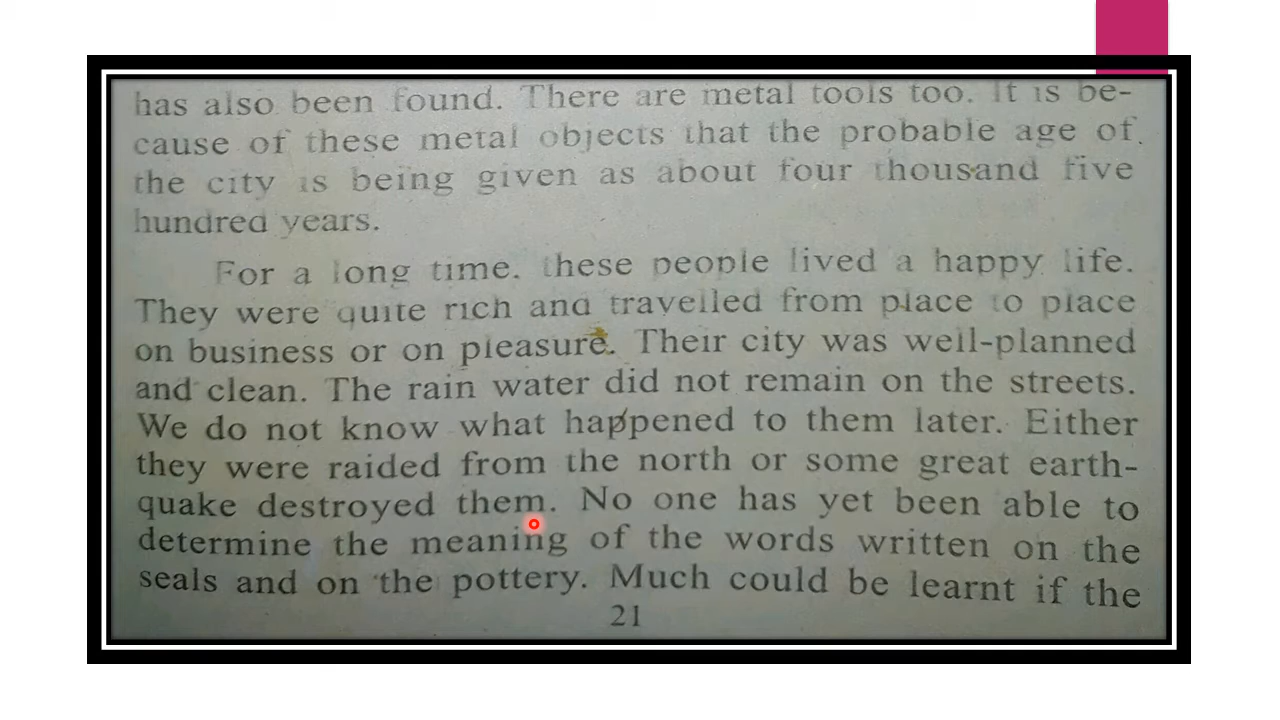 has also been found. There are metal tools too. It is be-
cause of these metal objects that the probable age of
the city is being given as about four thousand five
hundred years.
For a long time. these people lived a happy life.
They were quite rich and travelled from place to place
on business or on pleasure. Their city was well-planned
and clean. The rain water did not remain on the streets.
We do not know what happened to them later. Either
they were raided from the north or some great earth-
quake destroyed them. No one has yet been able to
determine the meaning of the words written on the
seals and on the pottery. Much could be learnt if the
21